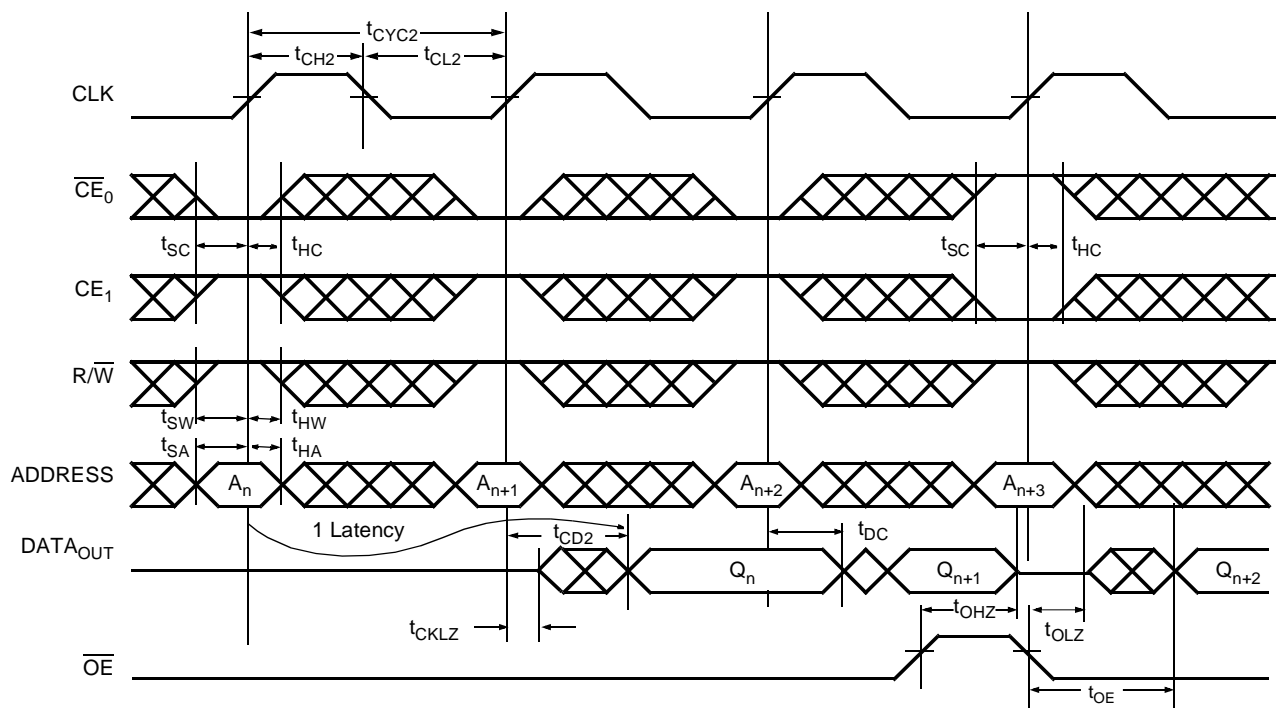 tCYC2
tCH2 tCL2
CLK
CE0
tSC tHC tSC tHC
CE1
R/W
tSW tHW
tSA tHA
ADDRESS An An+1 An+2 An+3
1 Latency tCD2 tDC
DATAOUT Qn Qn+1 Qn+2
tOHZ tOLZ
tCKLZ
OE
tOE